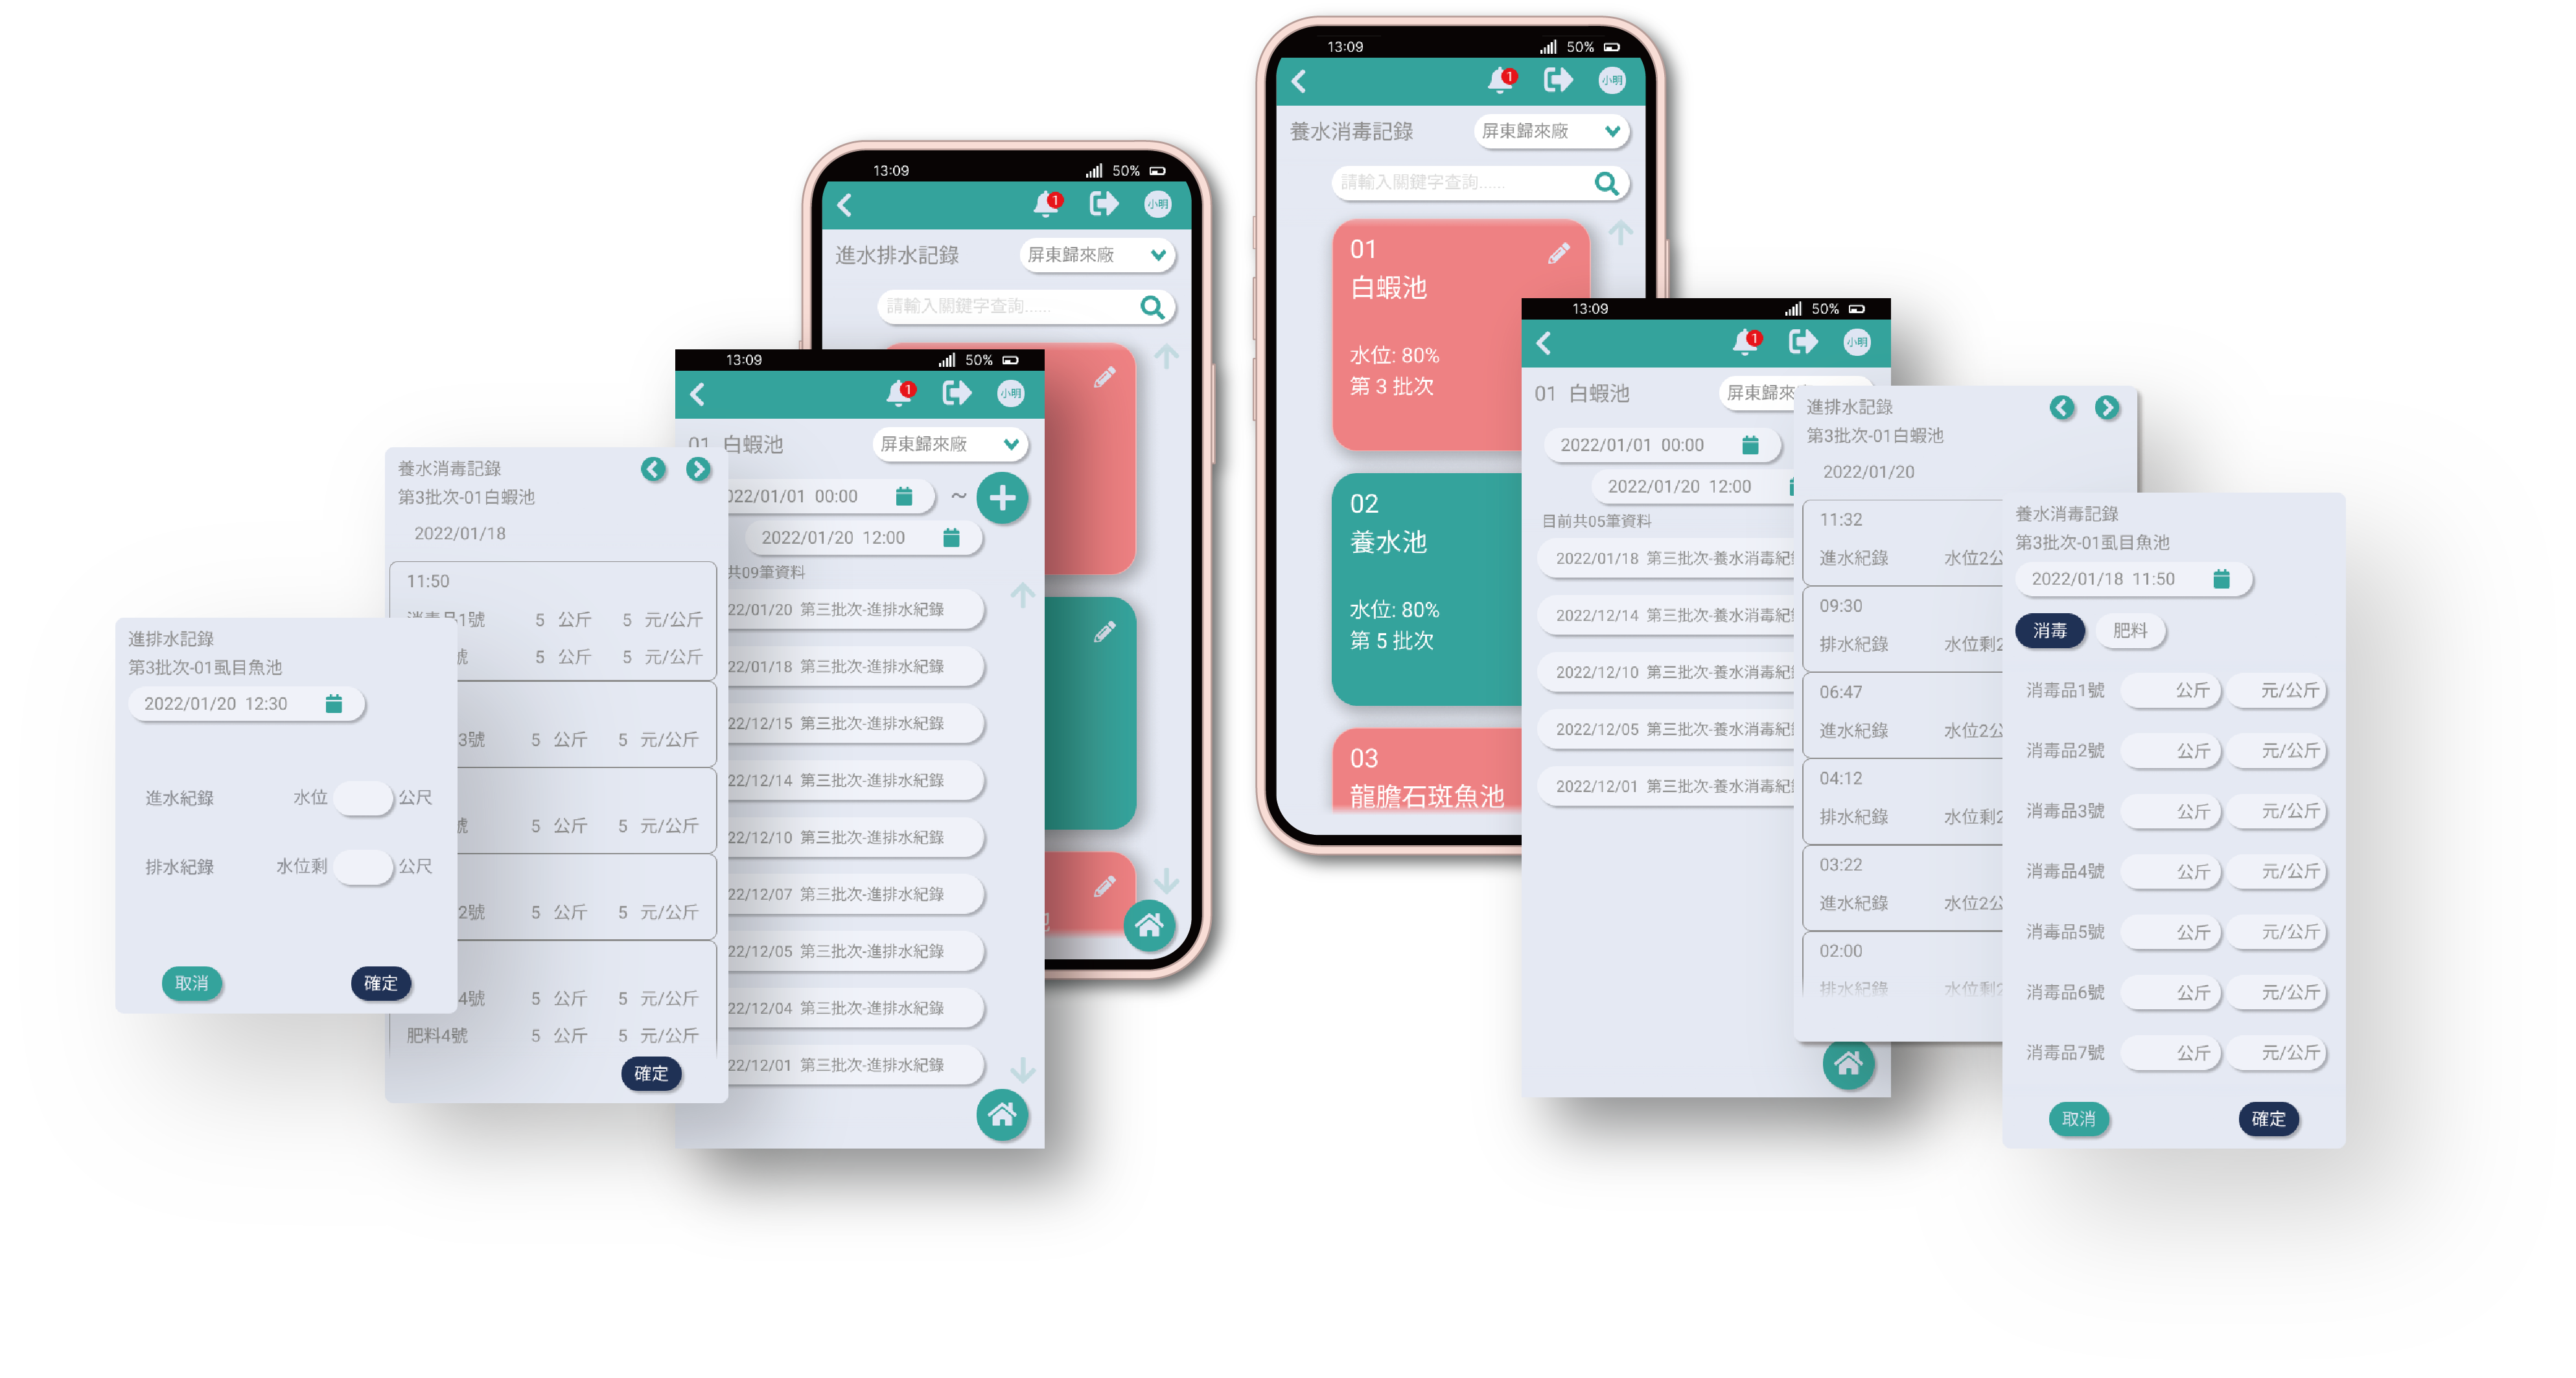 進排水記錄
第3批次-01虱目魚池
2022/01/20 12:30
進水紀錄 水位 公尺
排水紀錄 水位剩 公尺
取消 確定
養水消毒記錄
第3批次-01白蝦池
2022/01/18
11:50
1號 5 公斤 5 元/公斤
號 5 公斤 5 元/公斤
3號 5 公斤 5 元/公斤
號 5 公斤 5 元/公斤
2號 5 公斤 5 元/公斤
4號 5 公斤 5 元/公斤
肥料4號 5 公斤 5 元/公斤
確定
13:09 50%
1 小明
01 白蝦池 屏東歸來廠
022/01/01 00:00 ~
2022/01/20 12:00
共09筆資料
22/01/20 第三批次-進排水紀錄
22/01/18 第三批次-進排水紀錄
22/12/15 第三批次-進排水紀錄
22/12/14 第三批次-進排水紀錄
22/12/10 第三批次-進排水紀錄
22/12/07 第三批次-進排水紀錄
22/12/05 第三批次-進排水紀錄
22/12/04 第三批次-進排水紀錄
22/12/01 第三批次-進排水紀錄
13:09 50%
1 小明
進水排水記錄 屏東歸來廠
請輸入關鍵字查詢......
13:09 50%
1 小明
養水消毒記錄 屏東歸來廠
請輸入關鍵字查詢......
01
白蝦池
水位: 80%
第 3 批次
02
養水池
水位: 80%
第 5 批次
03
龍膽石斑魚池
13:09 50%
1 小明
01 白蝦池 屏東歸來
2022/01/01 00:00
2022/01/20 12:00
目前共05筆資料
2022/01/18 第三批次-養水消毒紀
2022/12/14 第三批次-養水消毒紀
2022/12/10 第三批次-養水消毒紀
2022/12/05 第三批次-養水消毒紀
2022/12/01 第三批次-養水消毒紀
進排水記錄
第3批次-01白蝦池
2022/01/20
11:32
進水紀錄 水位2公
09:30
排水紀錄 水位剩2
06:47
進水紀錄 水位2公
04:12
排水紀錄 水位剩2
03:22
進水紀錄 水位2公
02:00
排水紀錄 水位剩2
養水消毒記錄
第3批次-01虱目魚池
2022/01/18 11:50
消毒 肥料
消毒品1號 公斤 元/公斤
消毒品2號 公斤 元/公斤
消毒品3號 公斤 元/公斤
消毒品4號 公斤 元/公斤
消毒品5號 公斤 元/公斤
消毒品6號 公斤 元/公斤
消毒品7號 公斤 元/公斤
取消 確定